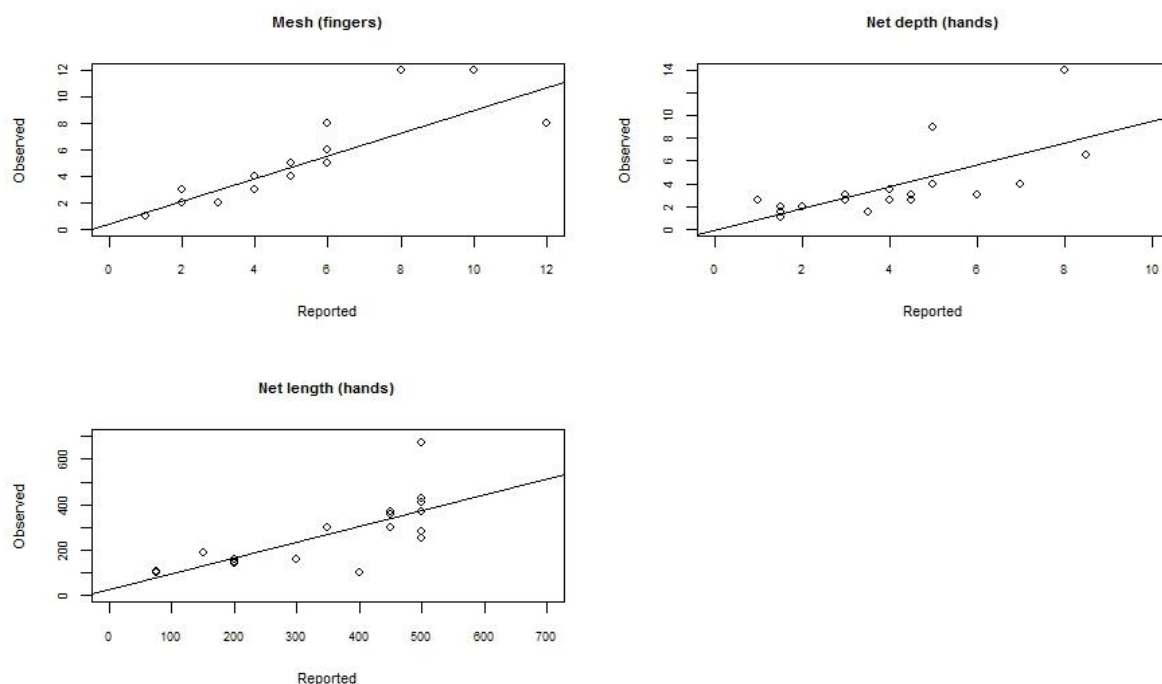 Mesh (fingers)
Observed
12
10
8
6
4
2
0
0 2 4 6 8 10 12
Reported
Net depth (hands)
Observed
14
10
8
6
4
2
0
0 2 4 6 8 10
Reported
Net length (hands)
Observed
600
400
200
0
0 100 200 300 400 500 600 700
Reported